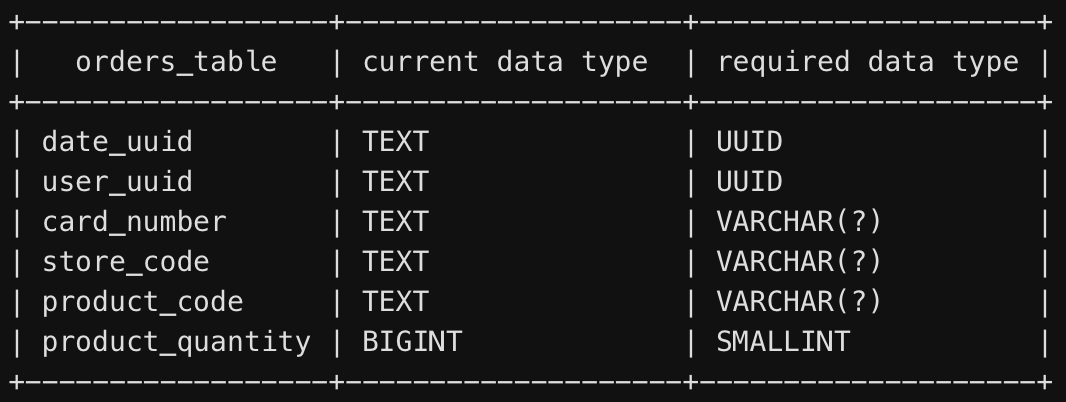 +------------------+--------------------+--------------------+
|   orders_table   | current data type  | required data type |
+------------------+--------------------+--------------------+
| date_uuid        | TEXT               | UUID               |
| user_uuid        | TEXT               | UUID               |
| card_number      | TEXT               | VARCHAR(?)         |
| store_code       | TEXT               | VARCHAR(?)         |
| product_code     | TEXT               | VARCHAR(?)         |
| product_quantity | BIGINT             | SMALLINT           |
+------------------+--------------------+--------------------+